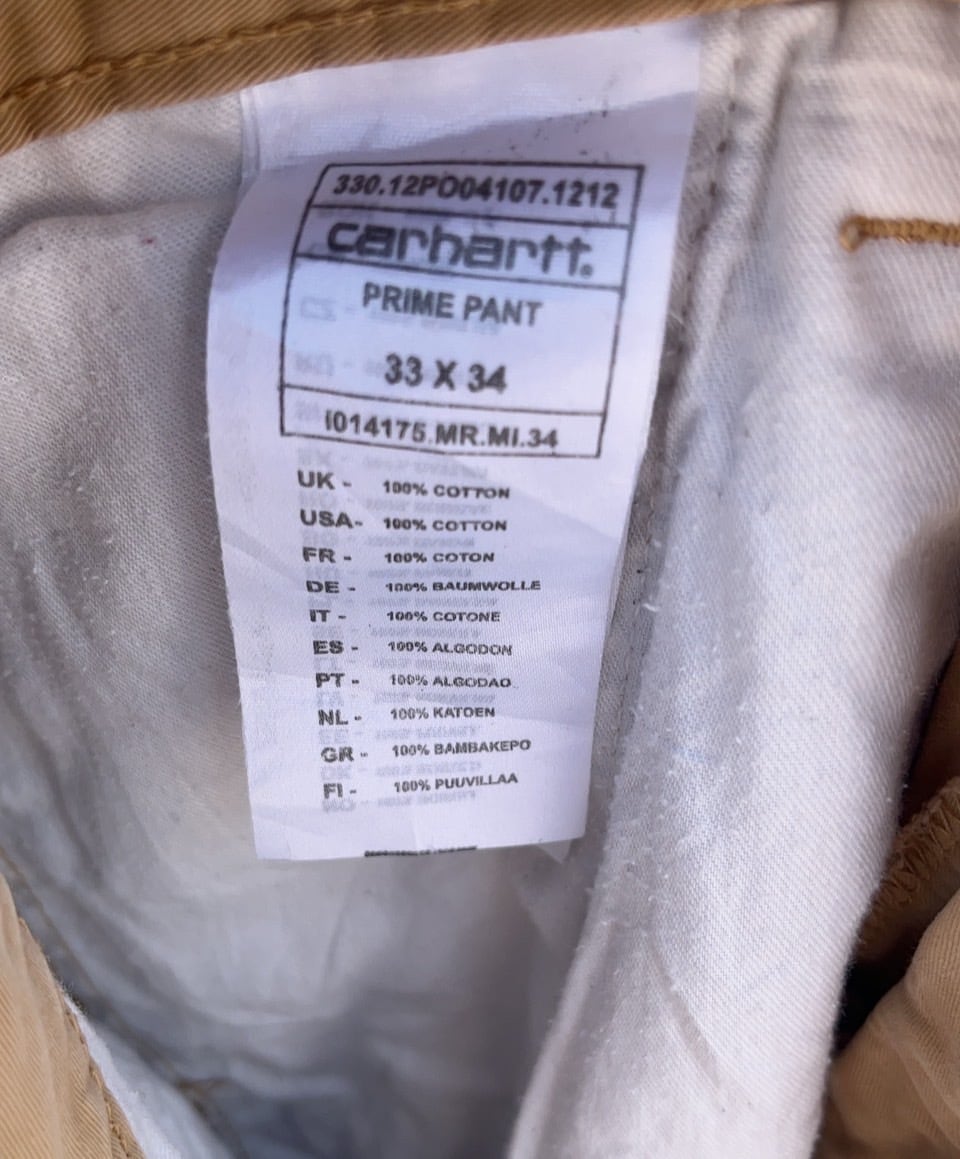 330.12PO04107.1212
carhartt.
PRIME PANT
33 X 34
I014175.MR.MI.34
UK - 100% COTTON
USA- 100% COTTON
FR - 100% COTON
DE - 100% BAUMWOLLE
IT - 100% COTONE
ES - 100% ALGODON
PT - 100% ALGODAO
NL - 100% KATOEN
GR - 100% BAMBAKEPO
FI - 100% PUUVILLAA